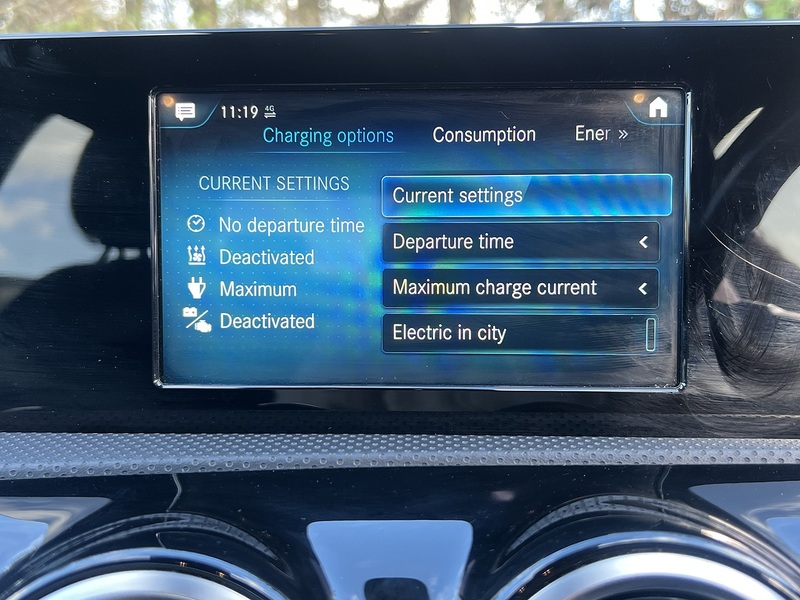 11:19 4G
Charging options Consumption Ener »
CURRENT SETTINGS
No departure time
Deactivated
Maximum
Deactivated
Current settings
Departure time
Maximum charge current
Electric in city